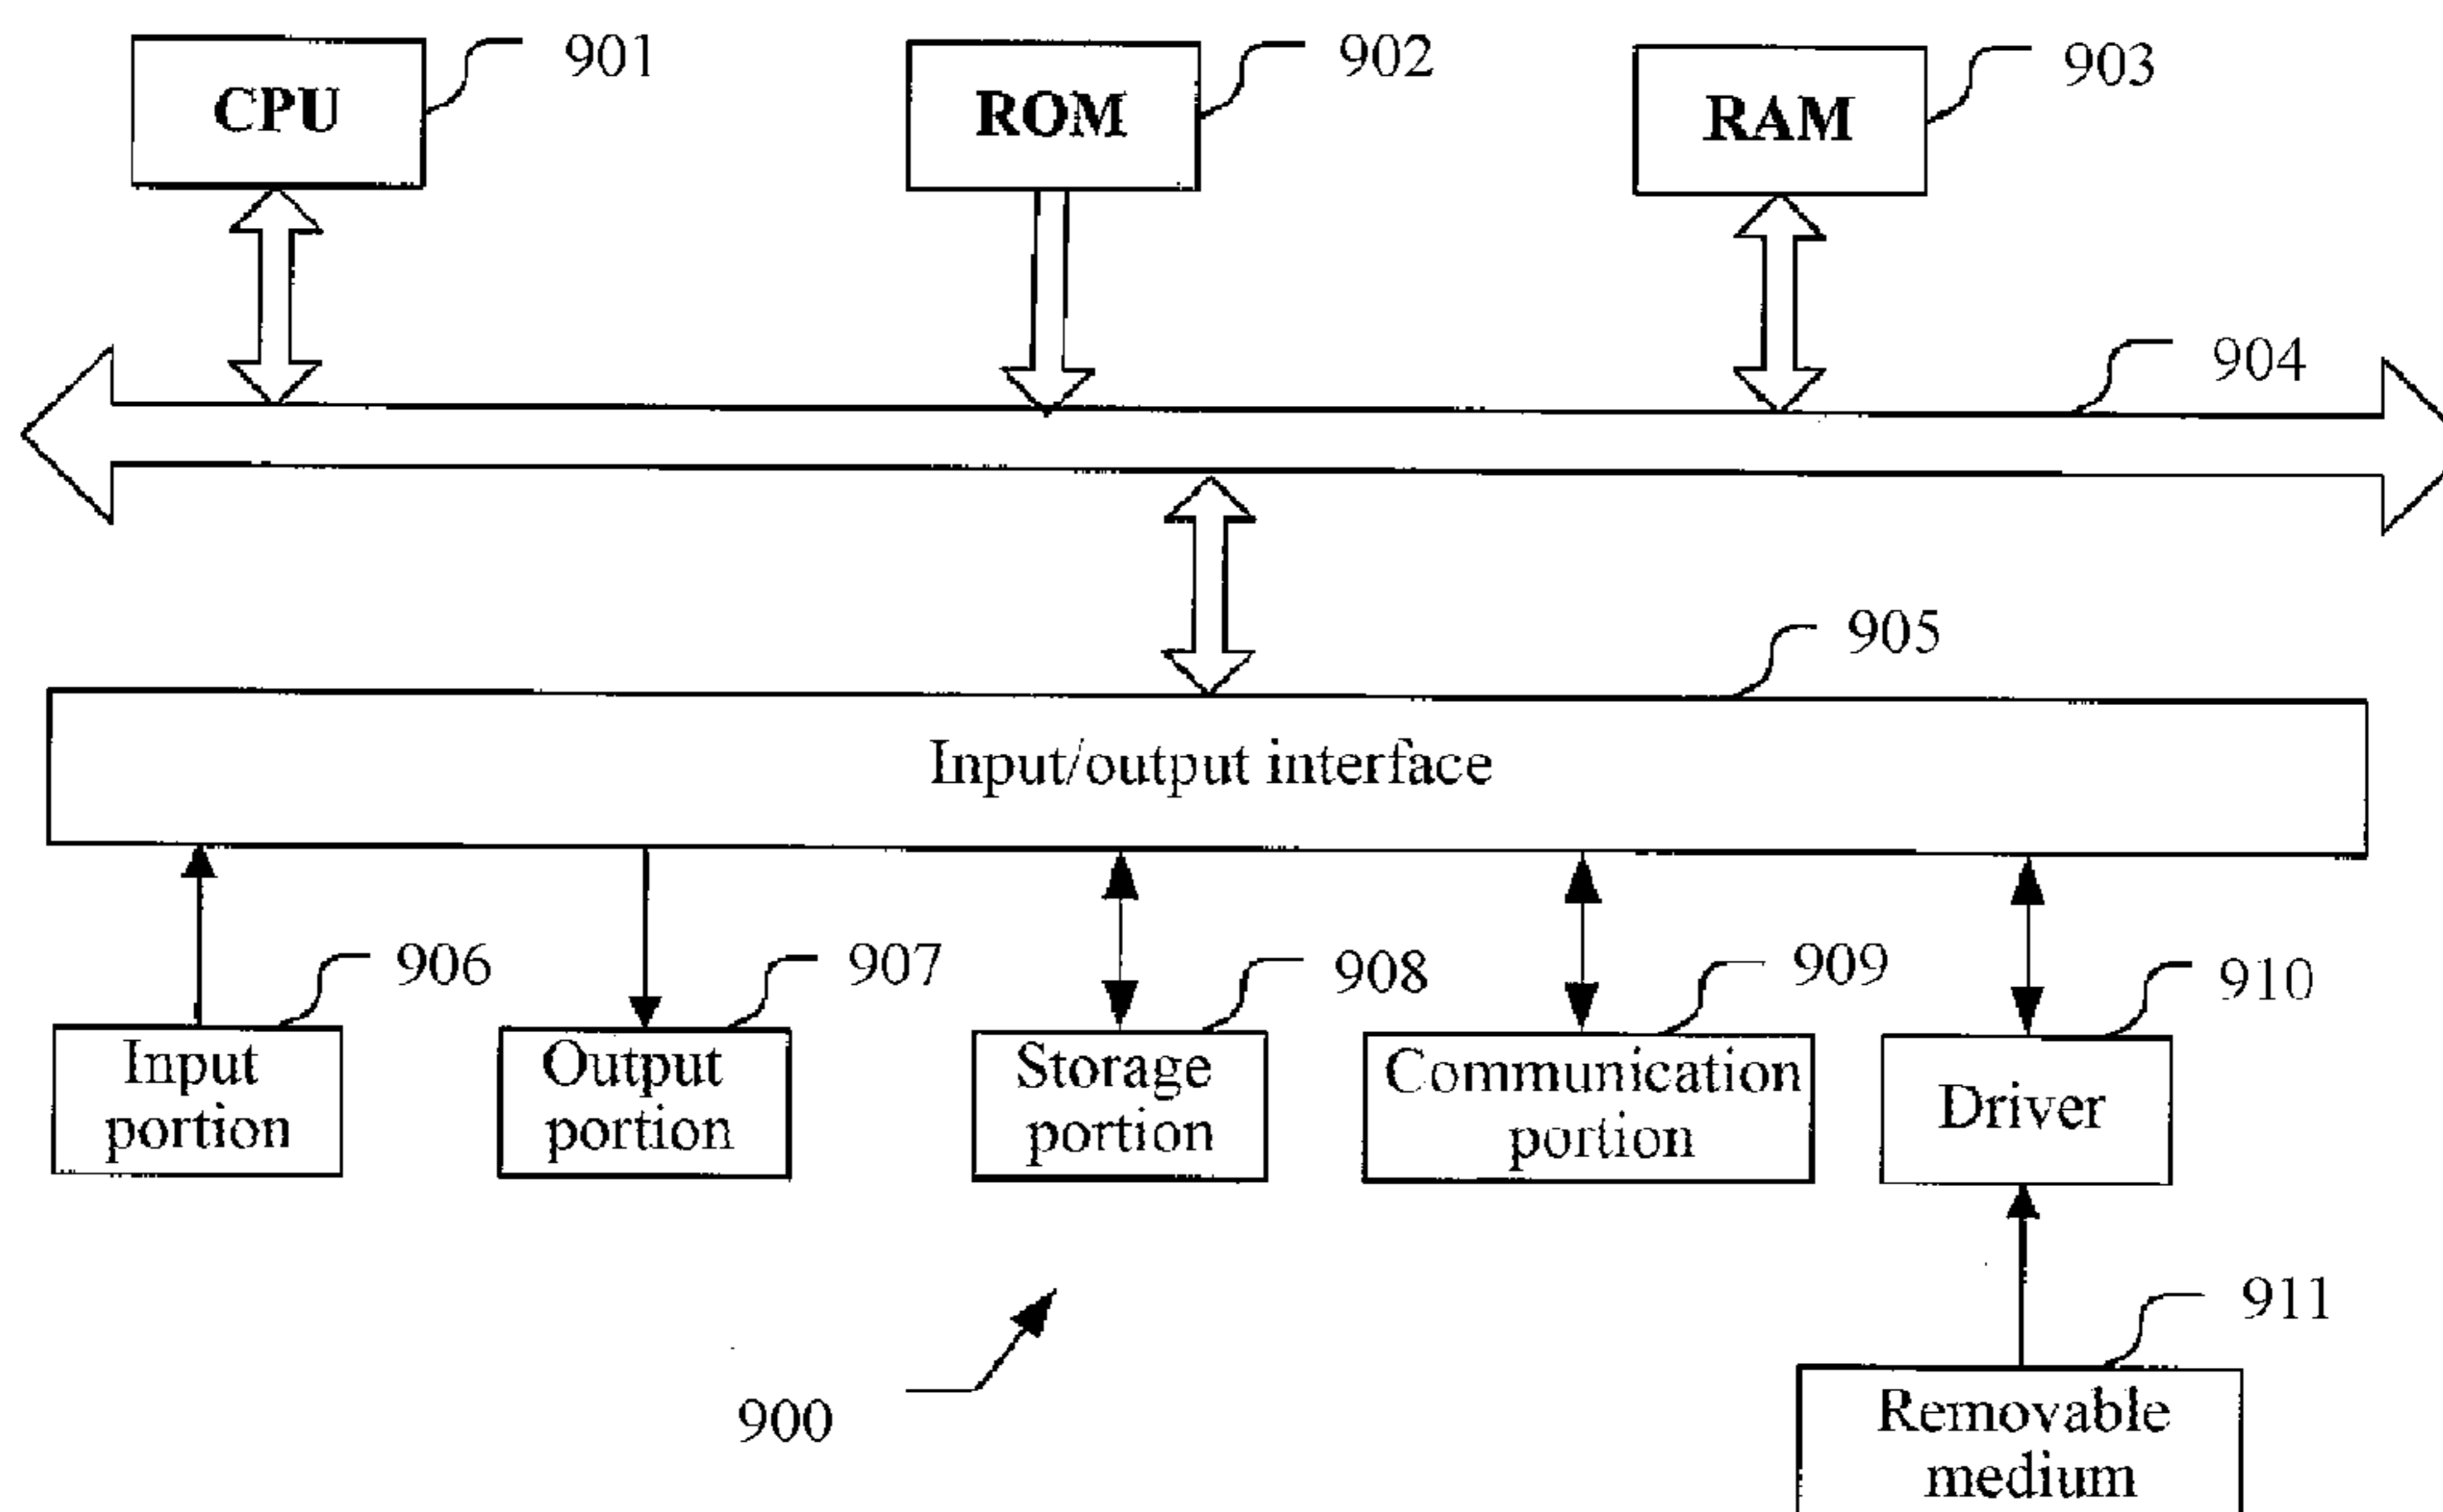 CPU
901
ROM
902
RAM
903
904
905
Input/output interface
906
907
908
909
910
Input
portion
Output
portion
Storage
portion
Communication
portion
Driver
911
900
Removable
medium